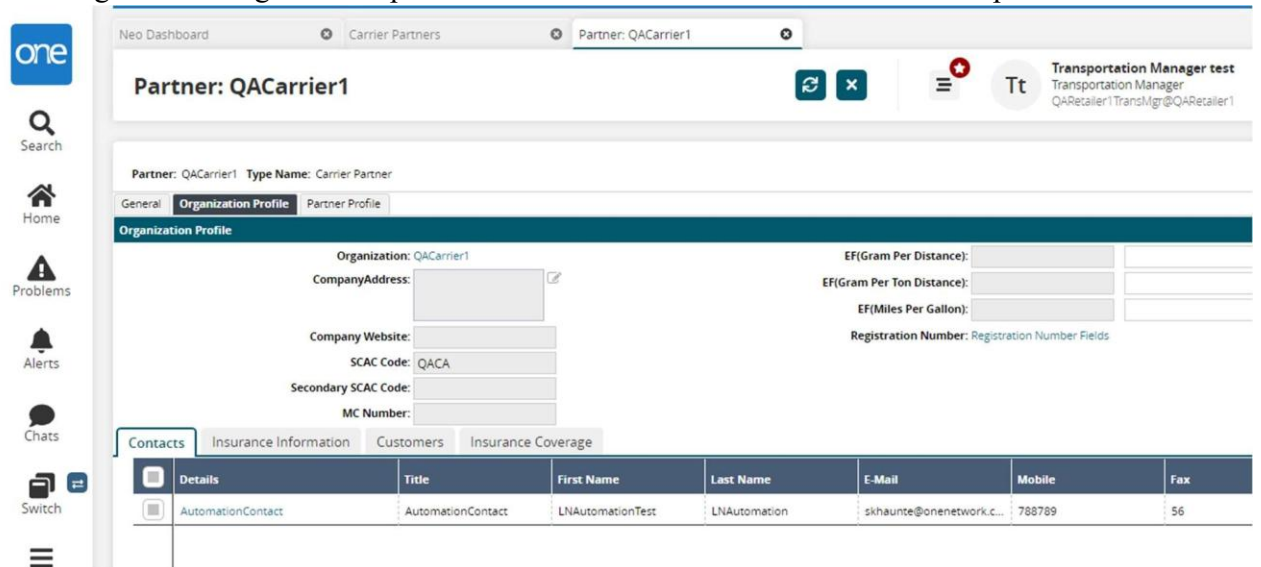 Neo Dashboard Carrier Partners Partner: QACarrier1
one
Partner: QACarrier1
Tt
Transportation Manager test
Transportation Manager
QARetailer1TransMgr@QARetailer1
Search
Home
Problems
Alerts
Chats
Switch
Partner: QACarrier1 Type Name: Carrier Partner
General Organization Profile Partner Profile
Organization Profile
Organization: QACarrier1
CompanyAddress:
Company Website:
SCAC Code: QACA
Secondary SCAC Code:
MC Number:
EF(Gram Per Distance):
EF(Gram Per Ton Distance):
EF(Miles Per Gallon):
Registration Number: Registration Number Fields
Contacts Insurance Information Customers Insurance Coverage
Details Title First Name Last Name E-Mail Mobile Fax
AutomationContact AutomationContact LNAutomationTest LNAutomation skhaunte@onenetwork.c... 788789 56